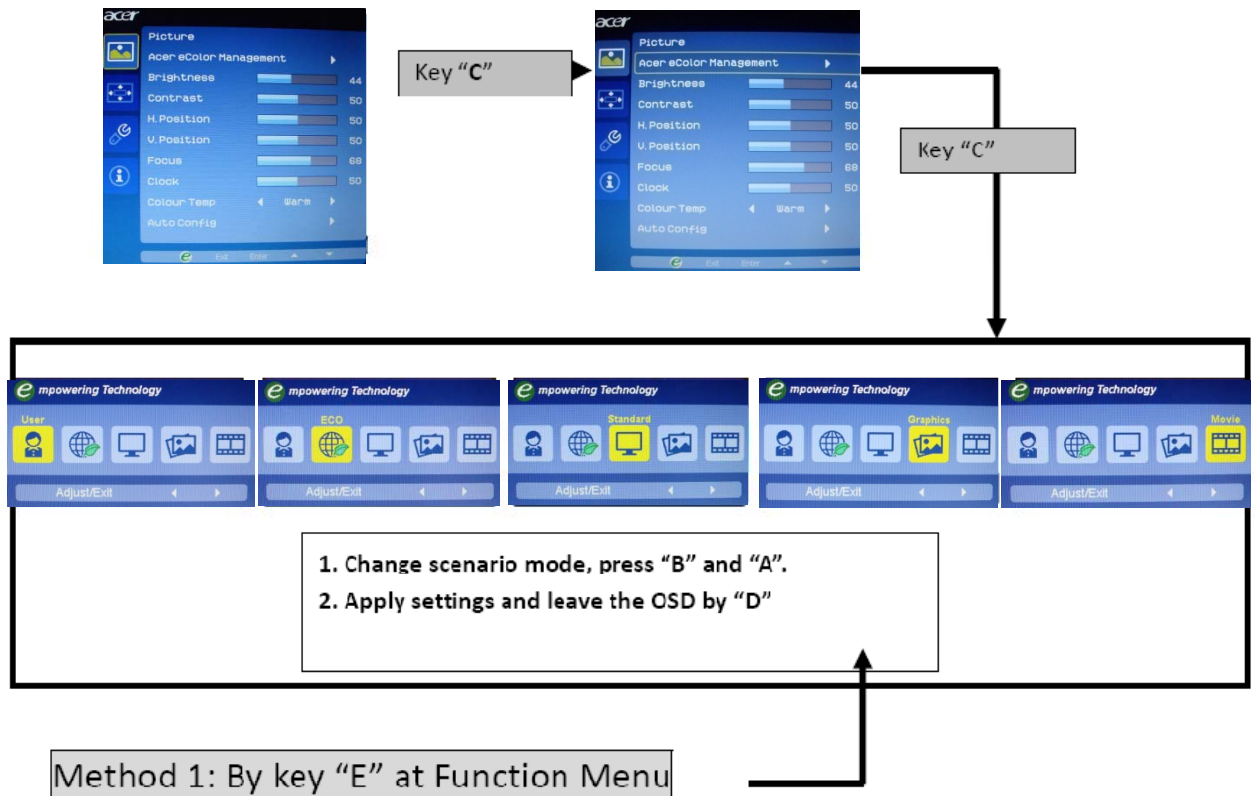 acer
Picture
Acer eColor Management
Brightness 44
Contrast 50
H.Position 50
V.Position 50
Focus 68
Clock 50
Colour Temp Warm
Auto Config
e Exit Enter
Key “C”
acer
Picture
Acer eColor Management
Brightness 44
Contrast 50
H.Position 50
V.Position 50
Focus 68
Clock 50
Colour Temp Warm
Auto Config
e Exit Enter
Key “C”
e mpowering Technology
User
Adjust/Exit
e mpowering Technology
ECO
Adjust/Exit
e mpowering Technology
Standard
Adjust/Exit
e mpowering Technology
Graphics
Adjust/Exit
e mpowering Technology
Movie
Adjust/Exit
1. Change scenario mode, press “B” and “A”.
2. Apply settings and leave the OSD by “D”
Method 1: By key “E” at Function Menu